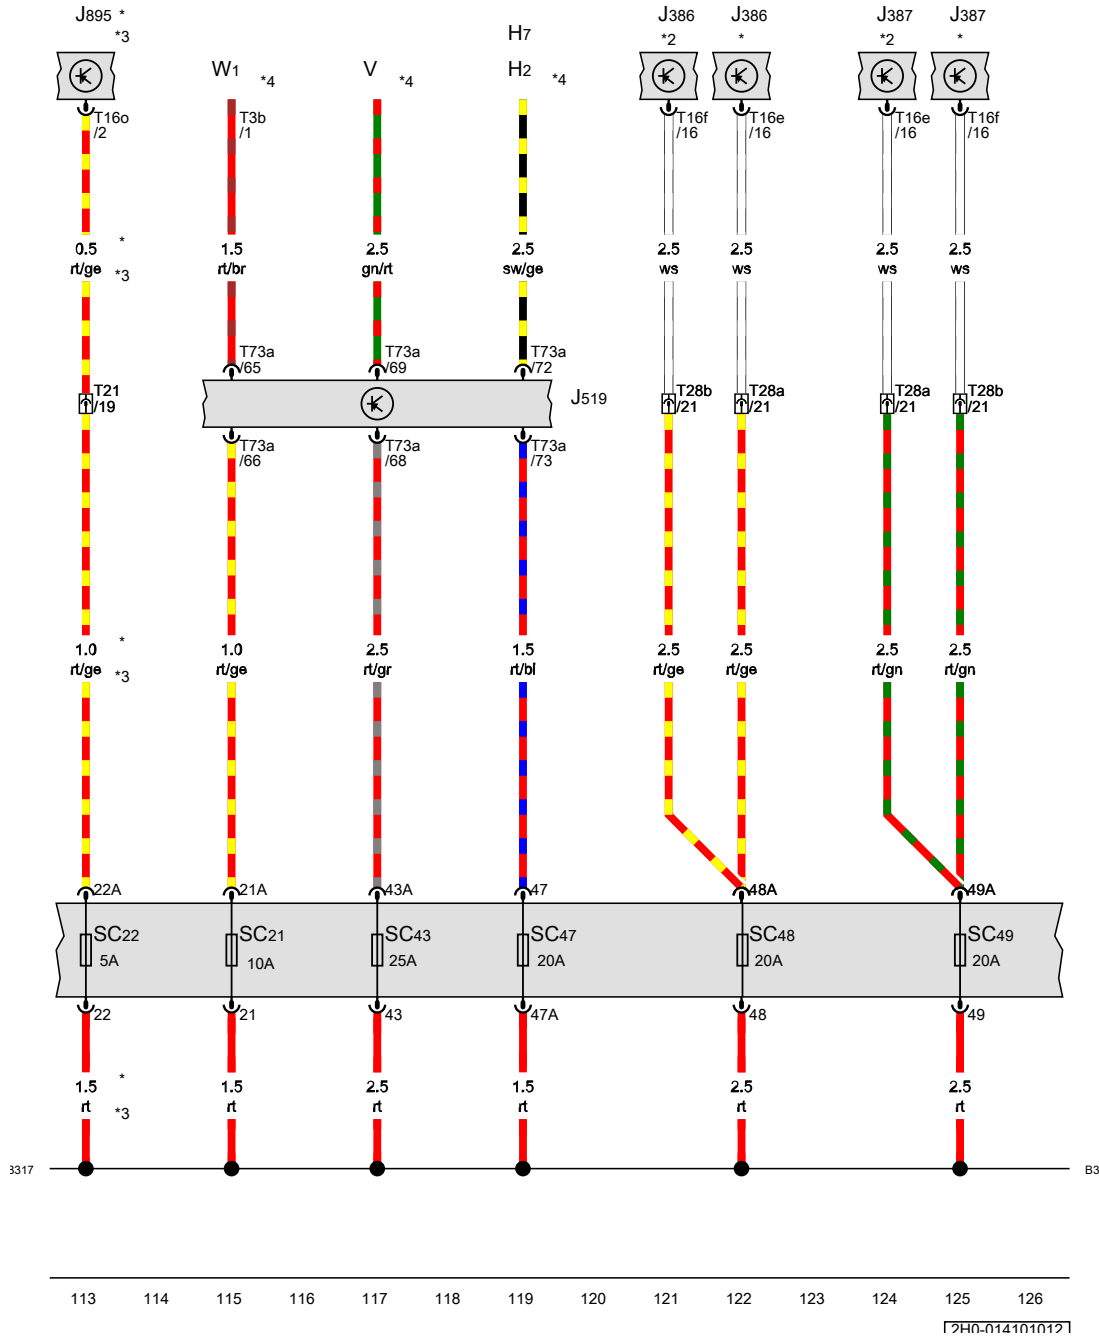 J895 *
*3
W1 *4
V *4
H7
H2 *4
J386
*2
J386
*
J387
*2
J387
*
T16o
/2
T3b
/1
T16f
/16
T16e
/16
T16e
/16
T16f
/16
0.5 *
rt/ge *3
1.5
rt/br
2.5
gn/rt
2.5
sw/ge
2.5
ws
2.5
ws
2.5
ws
2.5
ws
T73a
/65
T73a
/69
T73a
/72
T21
/19
J519
T28b
/21
T28a
/21
T28a
/21
T28b
/21
T73a
/66
T73a
/68
T73a
/73
1.0 *
rt/ge *3
1.0
rt/ge
2.5
rt/gr
1.5
rt/bl
2.5
rt/ge
2.5
rt/ge
2.5
rt/gn
2.5
rt/gn
22A 21A 43A 47 48A 49A
SC22
5A
SC21
10A
SC43
25A
SC47
20A
SC48
20A
SC49
20A
22 21 43 47A 48 49
1.5 *
rt *3
1.5
rt
2.5
rt
1.5
rt
2.5
rt
2.5
rt
B317
B3
113 114 115 116 117 118 119 120 121 122 123 124 125 126
2H0-014101012